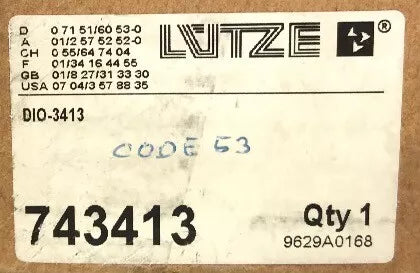 D 0 71 51/60 53-0
A 01/2 57 52 52-0
CH 0 55/64 74 04
F 01/34 16 44 55
GB 01/8 27/31 33 30
USA 07 04/3 57 88 35
LÜTZE ®
DIO-3413
CODE 53
743413
Qty 1
9629A0168